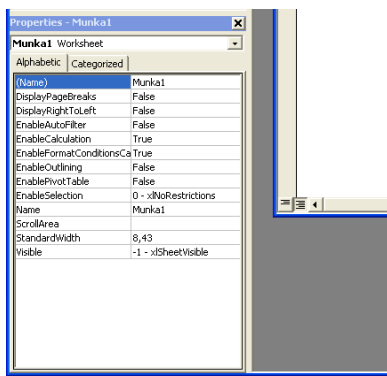 Properties - Munka1
Munka1 Worksheet
Alphabetic Categorized
(Name) Munka1
DisplayPageBreaks False
DisplayRightToLeft False
EnableAutoFilter False
EnableCalculation True
EnableFormatConditionsCa True
EnableOutlining False
EnablePivotTable False
EnableSelection 0 - xlNoRestrictions
Name Munka1
ScrollArea
StandardWidth 8,43
Visible -1 - xlSheetVisible